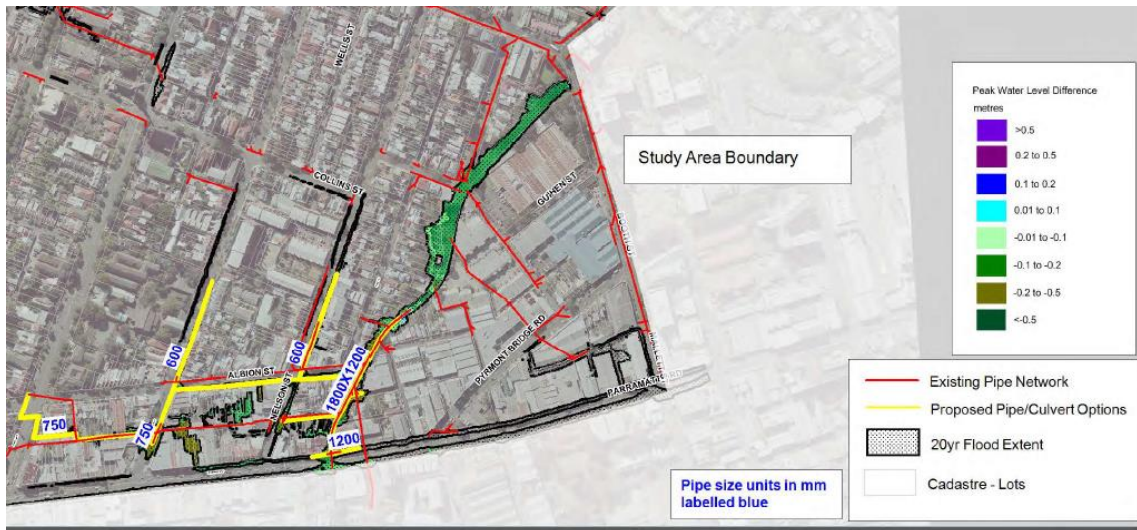 WELLS ST
COLLINS ST
GUIHEN ST
PYRMONT BRIDGE RD
ALBION ST
NELSON ST
600
600
1800X1200
750
750
1200
Study Area Boundary
Peak Water Level Difference
metres
>0.5
0.2 to 0.5
0.1 to 0.2
0.01 to 0.1
-0.01 to -0.1
-0.1 to -0.2
-0.2 to -0.5
<-0.5
Existing Pipe Network
Proposed Pipe/Culvert Options
20yr Flood Extent
Cadastre - Lots
Pipe size units in mm
labelled blue